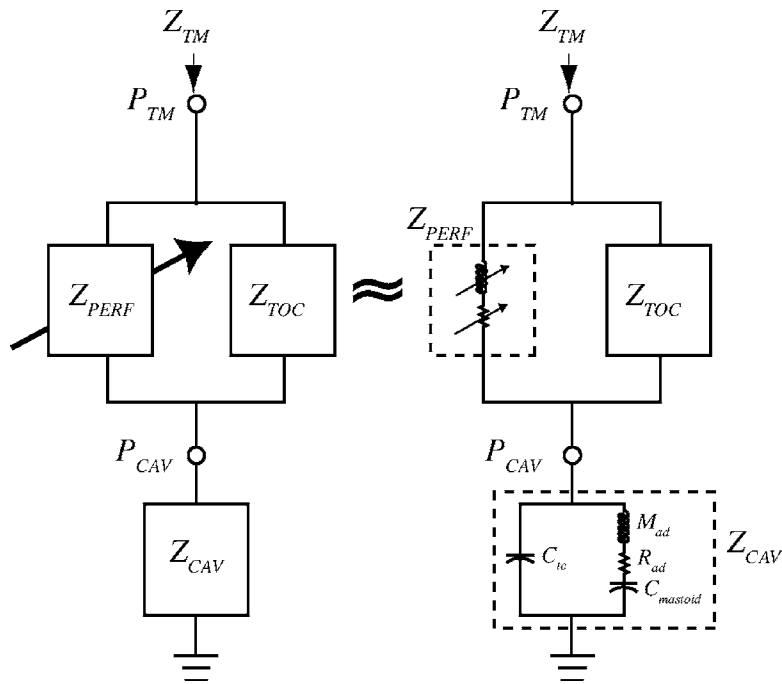 Z_TM
P_TM
Z_PERF
Z_TOC
P_CAV
Z_CAV
≈
Z_TM
P_TM
Z_PERF
Z_TOC
P_CAV
C_tc
M_ad
R_ad
C_mastoid
Z_CAV